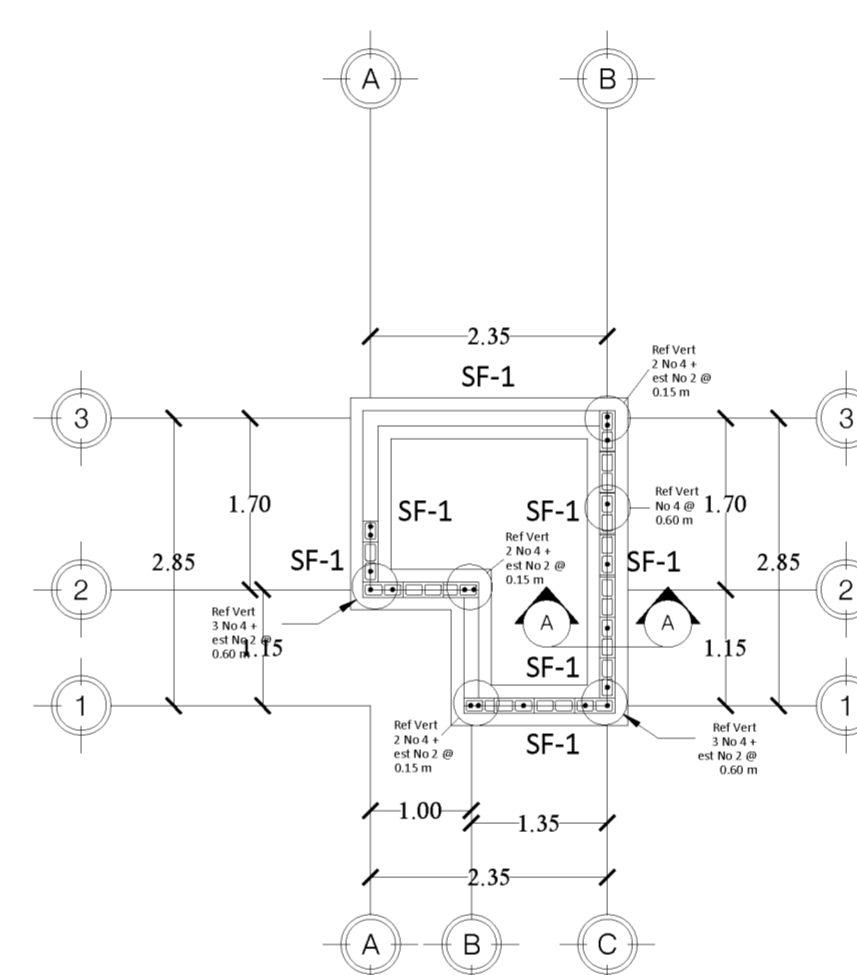 A B
2.35
SF-1
Ref Vert
2 No 4 +
est No 2 @
0.15 m
3 3
1.70
SF-1
SF-1
Ref Vert
No 4 @
0.60 m
1.70
Ref Vert
2 No 4 +
est No 2 @
0.15 m
2.85
SF-1
SF-1
2.85
2 2
Ref Vert
3 No 4 +
est No 2 @
0.60 m
1.15
A A
1.15
SF-1
1 1
Ref Vert
2 No 4 +
est No 2 @
0.15 m
SF-1
Ref Vert
3 No 4 +
est No 2 @
0.60 m
1.00
1.35
2.35
A B C